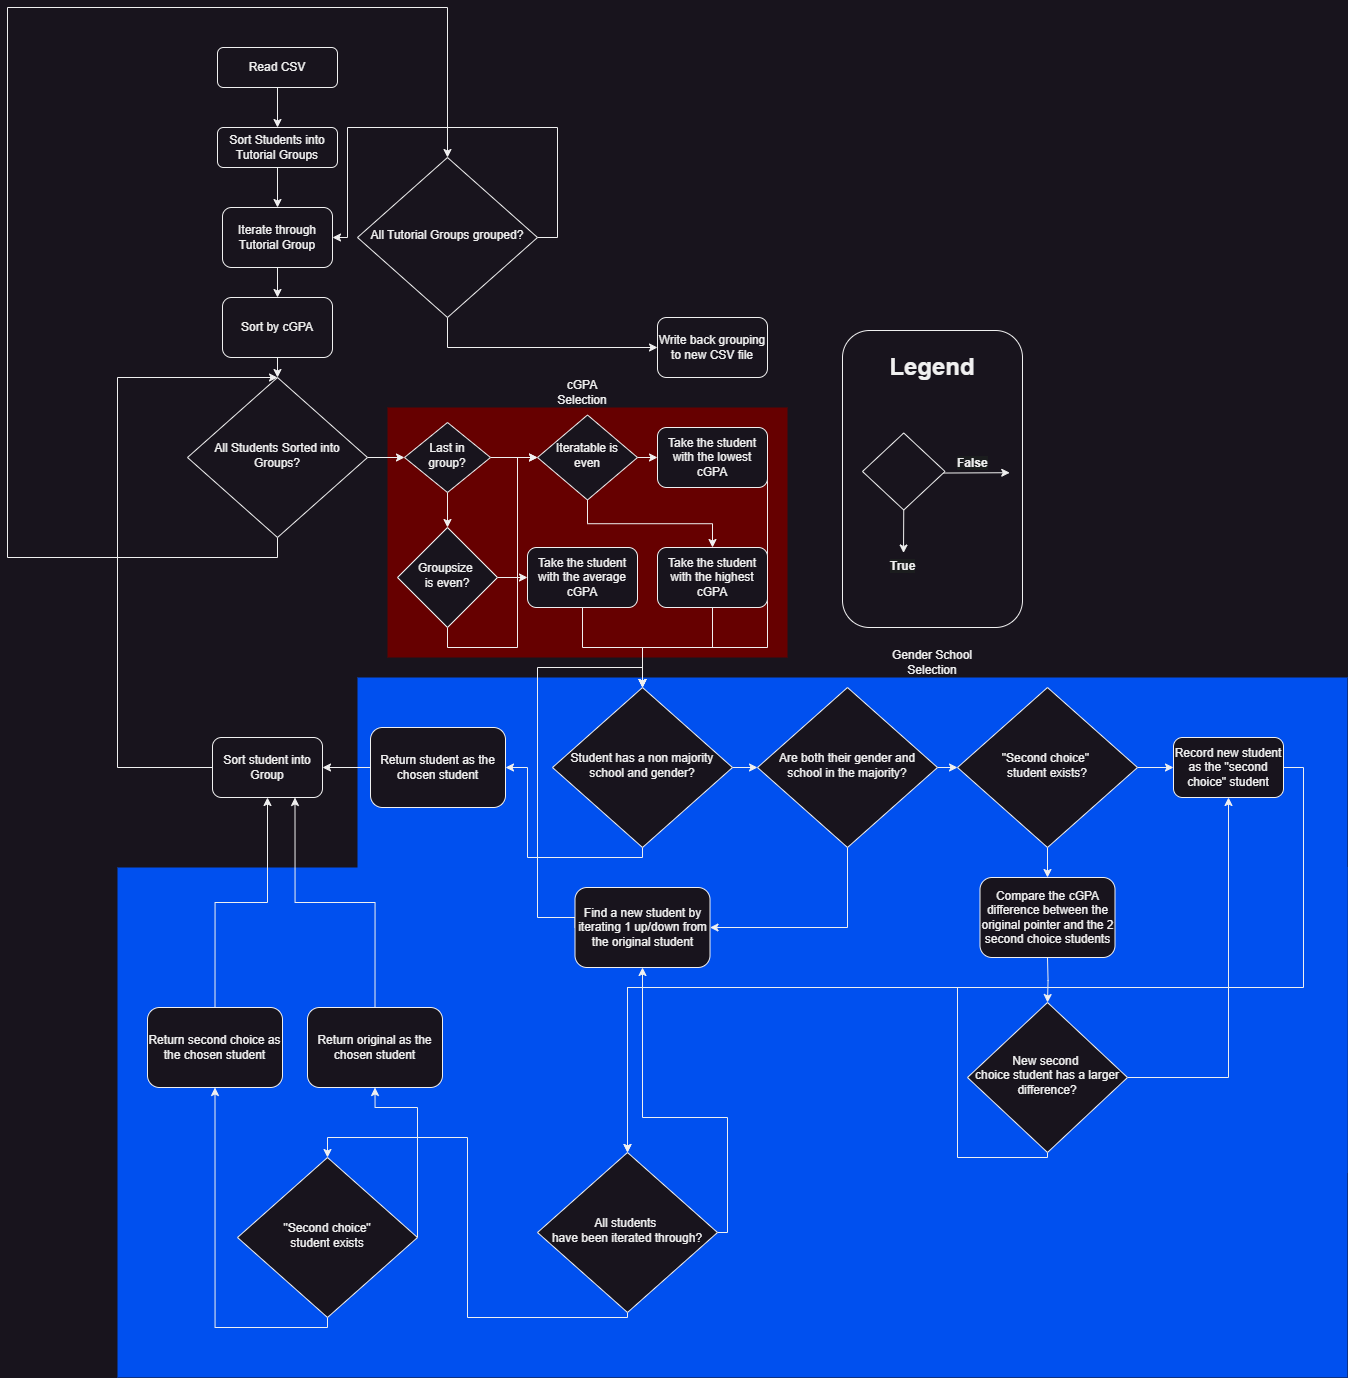 Read CSV
Sort Students into
Tutorial Groups
Iterate through
Tutorial Group
All Tutorial Groups grouped?
Sort by cGPA
Write back grouping
to new CSV file
Legend
False
True
All Students Sorted into
Groups?
cGPA
Selection
Last in
group?
Iteratable is
even
Take the student
with the lowest
cGPA
Groupsize
is even?
Take the student
with the average
cGPA
Take the student
with the highest
cGPA
Gender School
Selection
Sort student into
Group
Return student as the
chosen student
Student has a non majority
school and gender?
Are both their gender and
school in the majority?
"Second choice"
student exists?
Record new student
as the "second
choice" student
Find a new student by
iterating 1 up/down from
the original student
Compare the cGPA
difference between the
original pointer and the 2
second choice students
Return second choice as
the chosen student
Return original as the
chosen student
New second
choice student has a larger
difference?
"Second choice"
student exists
All students
have been iterated through?